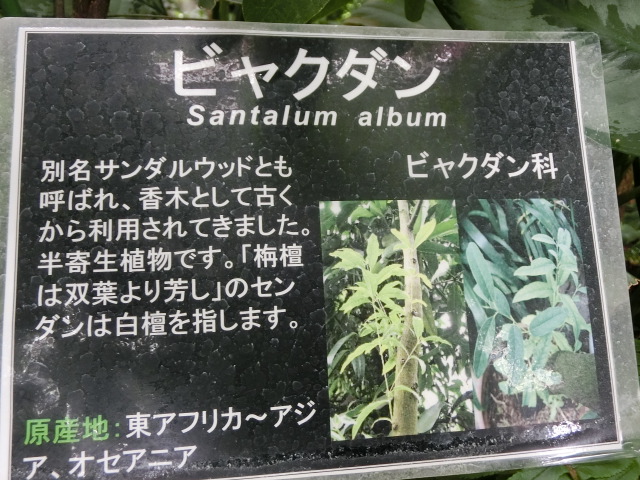 ビャクダン
Santalum album
ビャクダン科
別名サンダルウッドとも
呼ばれ、香木として古く
から利用されてきました。
半寄生植物です。「栴檀
は双葉より芳し」のセン
ダンは白檀を指します。
原産地:東アフリカ～アジ
ア、オセアニア